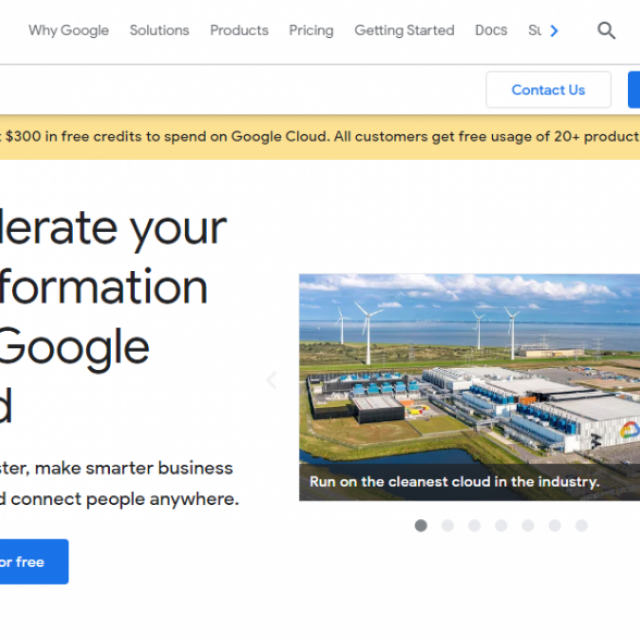 Why Google Solutions Products Pricing Getting Started Docs
Contact Us
$300 in free credits to spend on Google Cloud. All customers get free usage of 20+ product
lerate your
formation
Google
d
ster, make smarter business
d connect people anywhere.
or free
Run on the cleanest cloud in the industry.